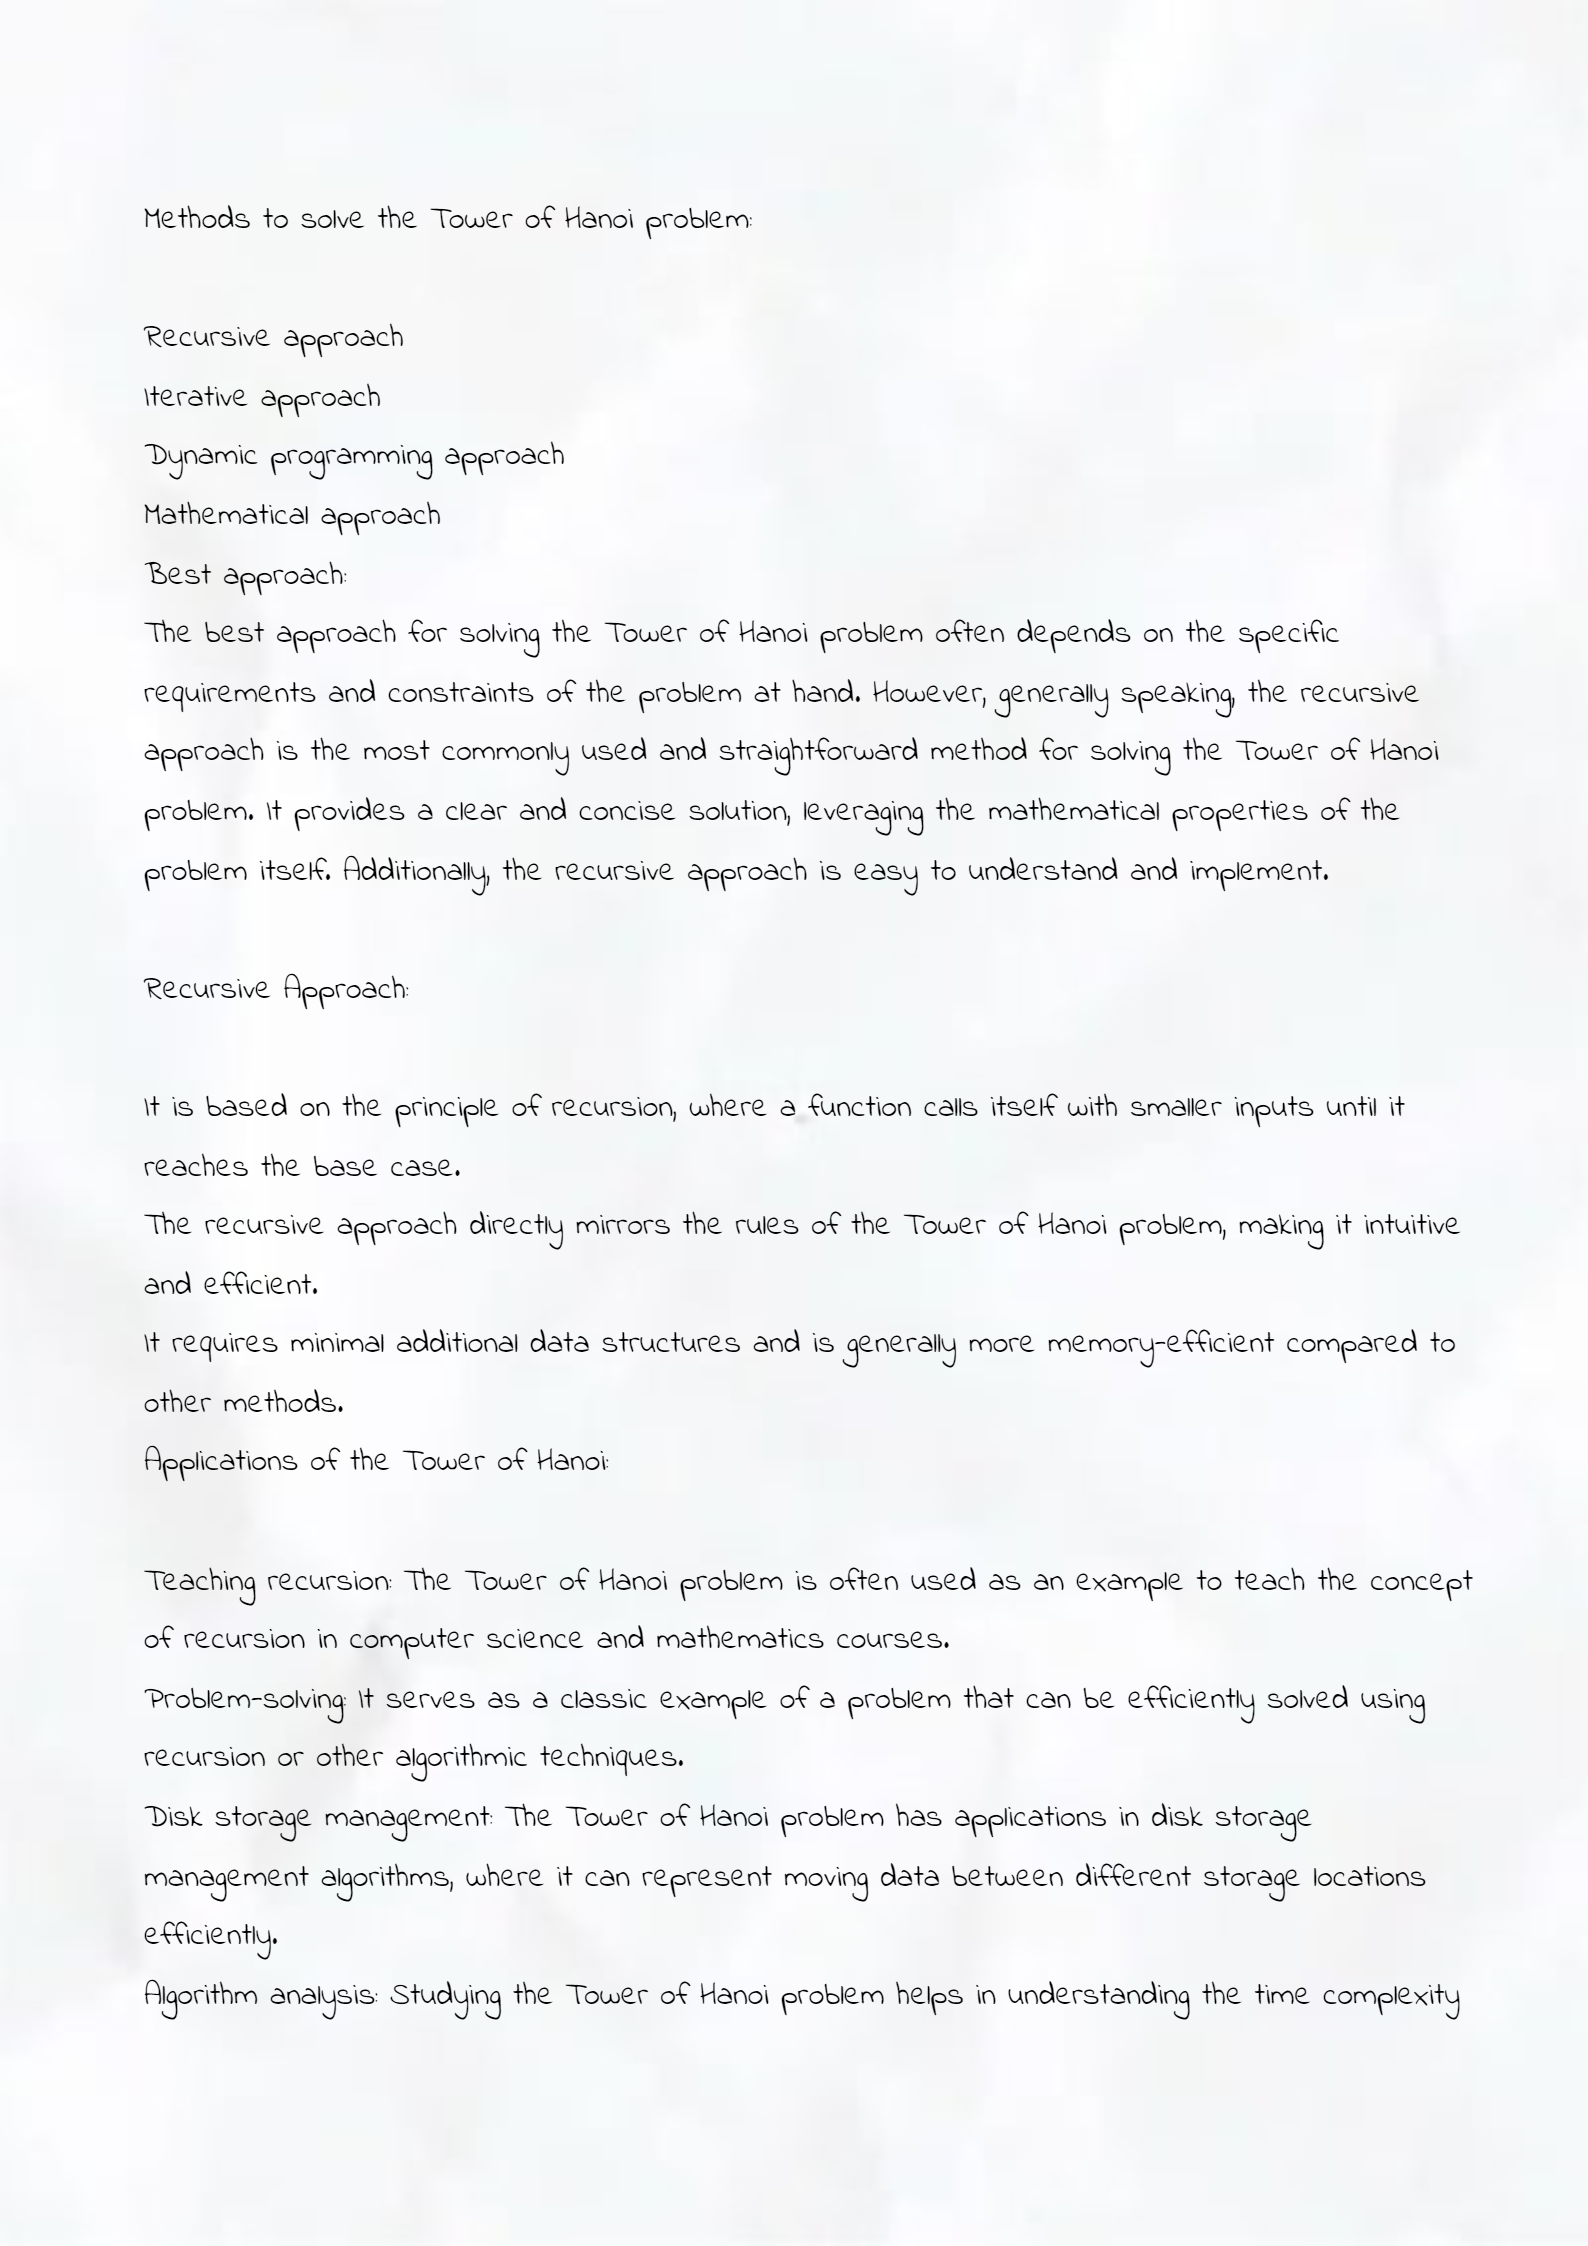 Methods to solve the Tower of Hanoi problem:
Recursive approach
Iterative approach
Dynamic programming approach
Mathematical approach
Best approach:
The best approach for solving the Tower of Hanoi problem often depends on the specific
requirements and constraints of the problem at hand. However, generally speaking, the recursive
approach is the most commonly used and straightforward method for solving the Tower of Hanoi
problem. It provides a clear and concise solution, leveraging the mathematical properties of the
problem itself. Additionally, the recursive approach is easy to understand and implement.
Recursive Approach:
It is based on the principle of recursion, where a function calls itself with smaller inputs until it
reaches the base case.
The recursive approach directly mirrors the rules of the Tower of Hanoi problem, making it intuitive
and efficient.
It requires minimal additional data structures and is generally more memory-efficient compared to
other methods.
Applications of the Tower of Hanoi:
Teaching recursion: The Tower of Hanoi problem is often used as an example to teach the concept
of recursion in computer science and mathematics courses.
Problem-solving: It serves as a classic example of a problem that can be efficiently solved using
recursion or other algorithmic techniques.
Disk storage management: The Tower of Hanoi problem has applications in disk storage
management algorithms, where it can represent moving data between different storage locations
efficiently.
Algorithm analysis: Studying the Tower of Hanoi problem helps in understanding the time complexity